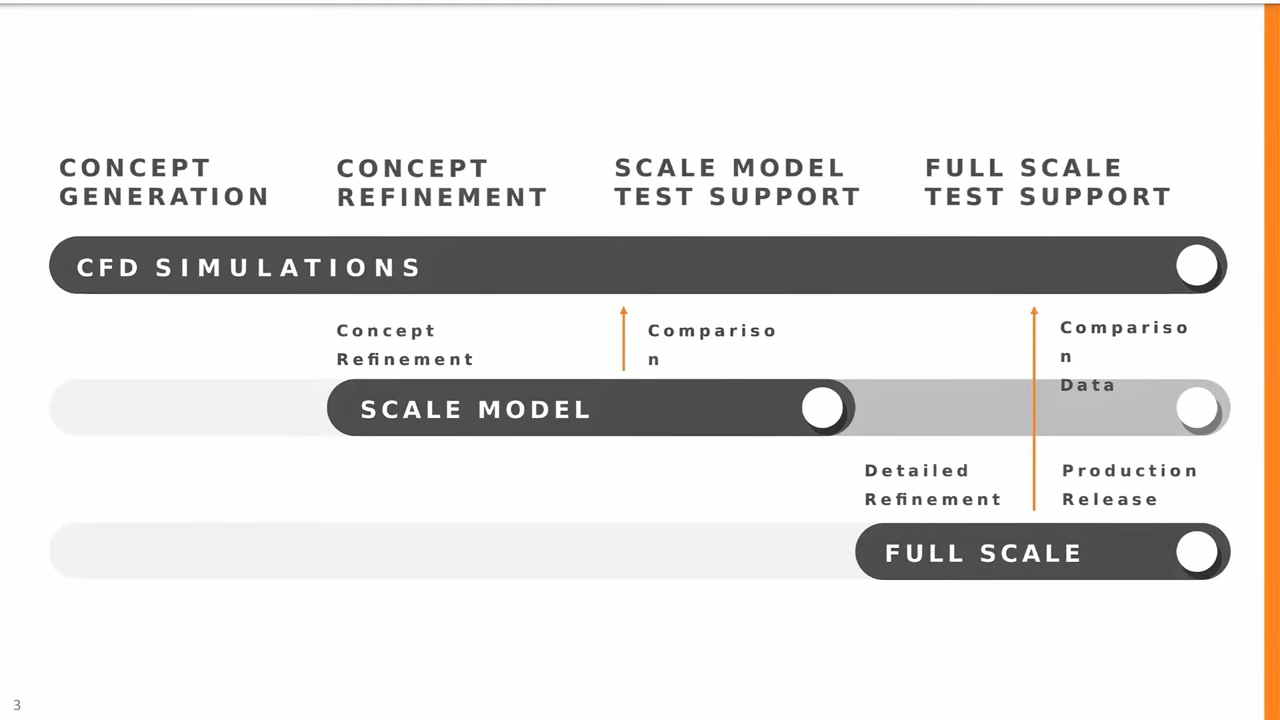 CONCEPT
GENERATION
CONCEPT
REFINEMENT
SCALE MODEL
TEST SUPPORT
FULL SCALE
TEST SUPPORT
CFD SIMULATIONS
Concept
Refinement
Compariso
n
Compariso
n
Data
SCALE MODEL
Detailed
Refinement
Production
Release
FULL SCALE
3